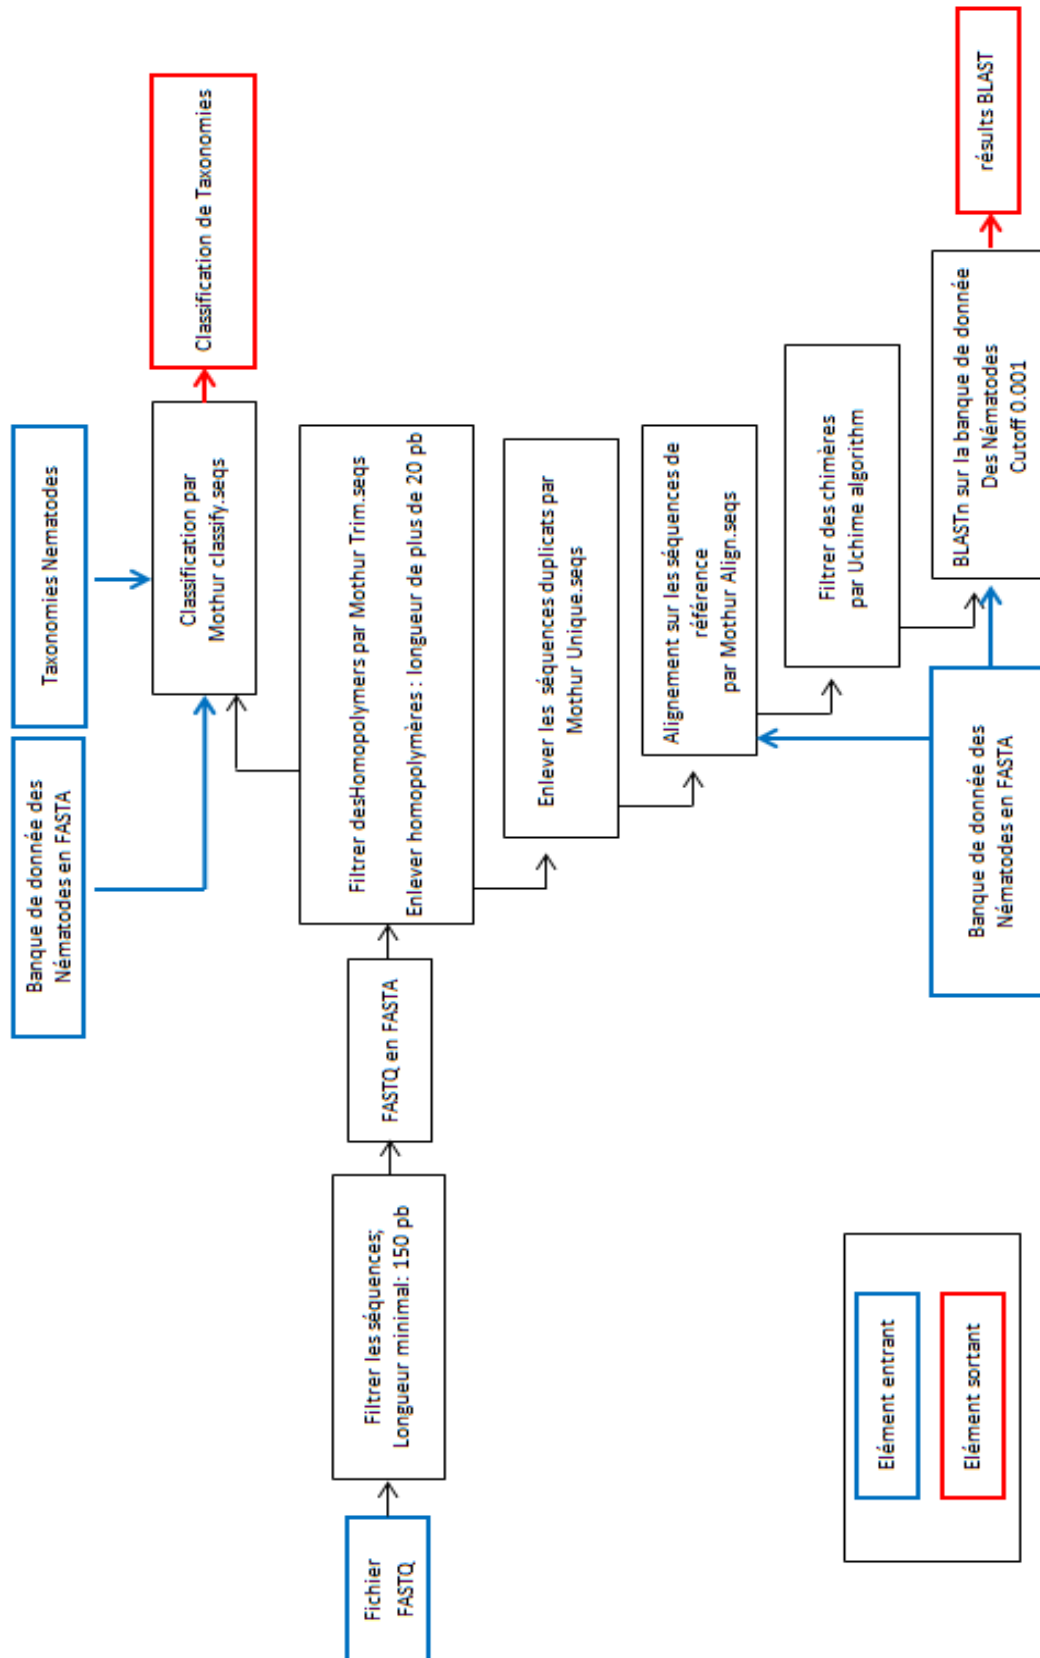 Banque de donnée des
Nématodes en FASTA
Taxonomies Nematodes
Classification par
Mothur classify.seqs
Classification de Taxonomies
Fichier
FASTQ
Filtrer les séquences;
Longueur minimal: 150 pb
FASTQ en FASTA
Filtrer desHomopolymers par Mothur Trim.seqs
Enlever homopolymères : longueur de plus de 20 pb
Enlever les séquences duplicats par
Mothur Unique.seqs
Alignement sur les séquences de
référence
par Mothur Align.seqs
Filtrer des chimères
par Uchime algorithm
Banque de donnée des
Nématodes en FASTA
BLASTn sur la banque de donnée
Des Nématodes
Cutoff 0.001
résults BLAST
Elément entrant
Elément sortant